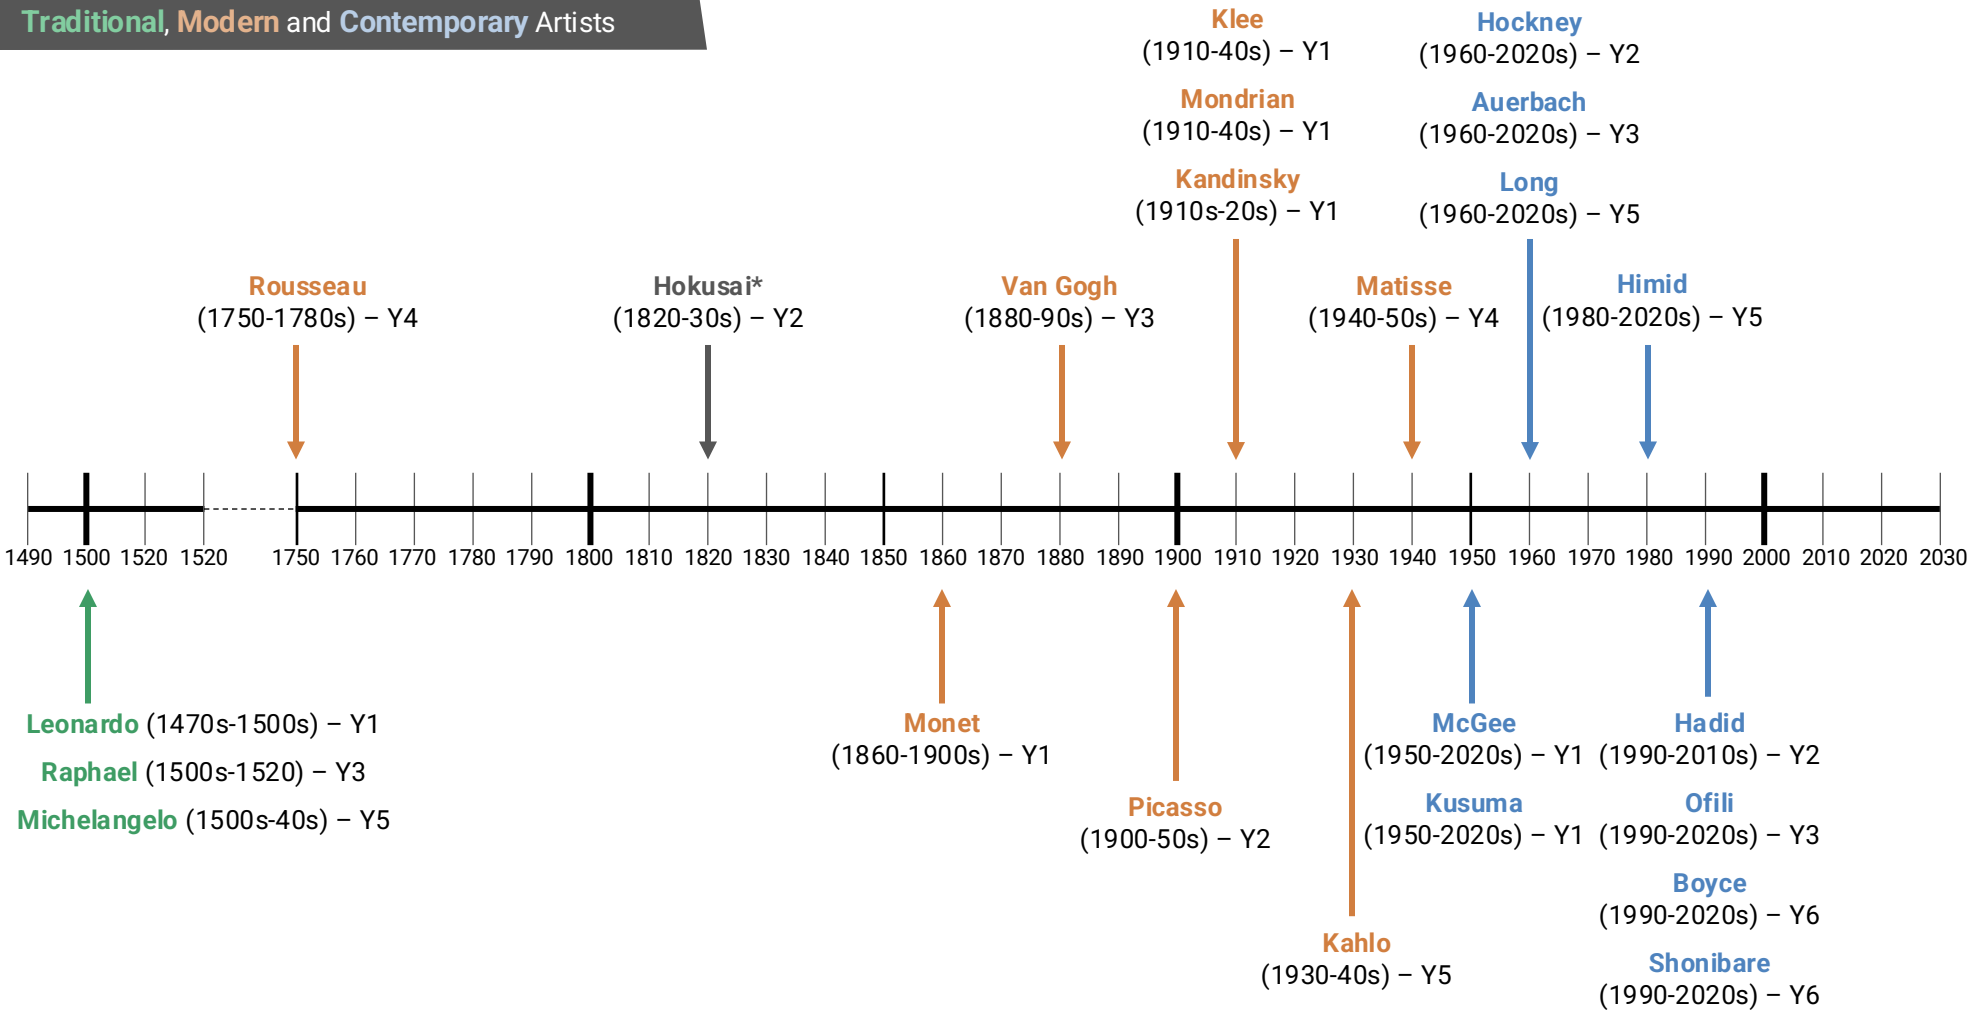 Traditional, Modern and Contemporary Artists
Klee
(1910-40s) – Y1
Mondrian
(1910-40s) – Y1
Kandinsky
(1910s-20s) – Y1
Hockney
(1960-2020s) – Y2
Auerbach
(1960-2020s) – Y3
Long
(1960-2020s) – Y5
Rousseau
(1750-1780s) – Y4
Hokusai*
(1820-30s) – Y2
Van Gogh
(1880-90s) – Y3
Matisse
(1940-50s) – Y4
Himid
(1980-2020s) – Y5
1490 1500 1520 1520 1750 1760 1770 1780 1790 1800 1810 1820 1830 1840 1850 1860 1870 1880 1890 1900 1910 1920 1930 1940 1950 1960 1970 1980 1990 2000 2010 2020 2030
Leonardo (1470s-1500s) – Y1
Raphael (1500s-1520) – Y3
Michelangelo (1500s-40s) – Y5
Monet
(1860-1900s) – Y1
Picasso
(1900-50s) – Y2
Kahlo
(1930-40s) – Y5
McGee
(1950-2020s) – Y1
Kusuma
(1950-2020s) – Y1
Hadid
(1990-2010s) – Y2
Ofili
(1990-2020s) – Y3
Boyce
(1990-2020s) – Y6
Shonibare
(1990-2020s) – Y6